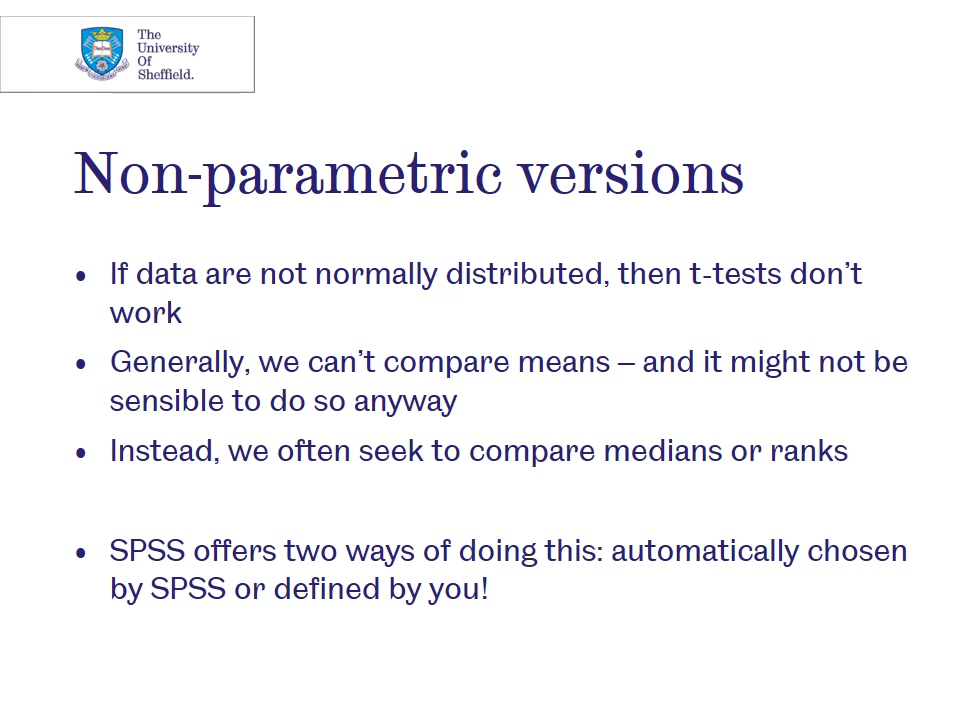 The
University
Of
Sheffield.
Non-parametric versions
• If data are not normally distributed, then t-tests don’t
work
• Generally, we can’t compare means – and it might not be
sensible to do so anyway
• Instead, we often seek to compare medians or ranks
• SPSS offers two ways of doing this: automatically chosen
by SPSS or defined by you!